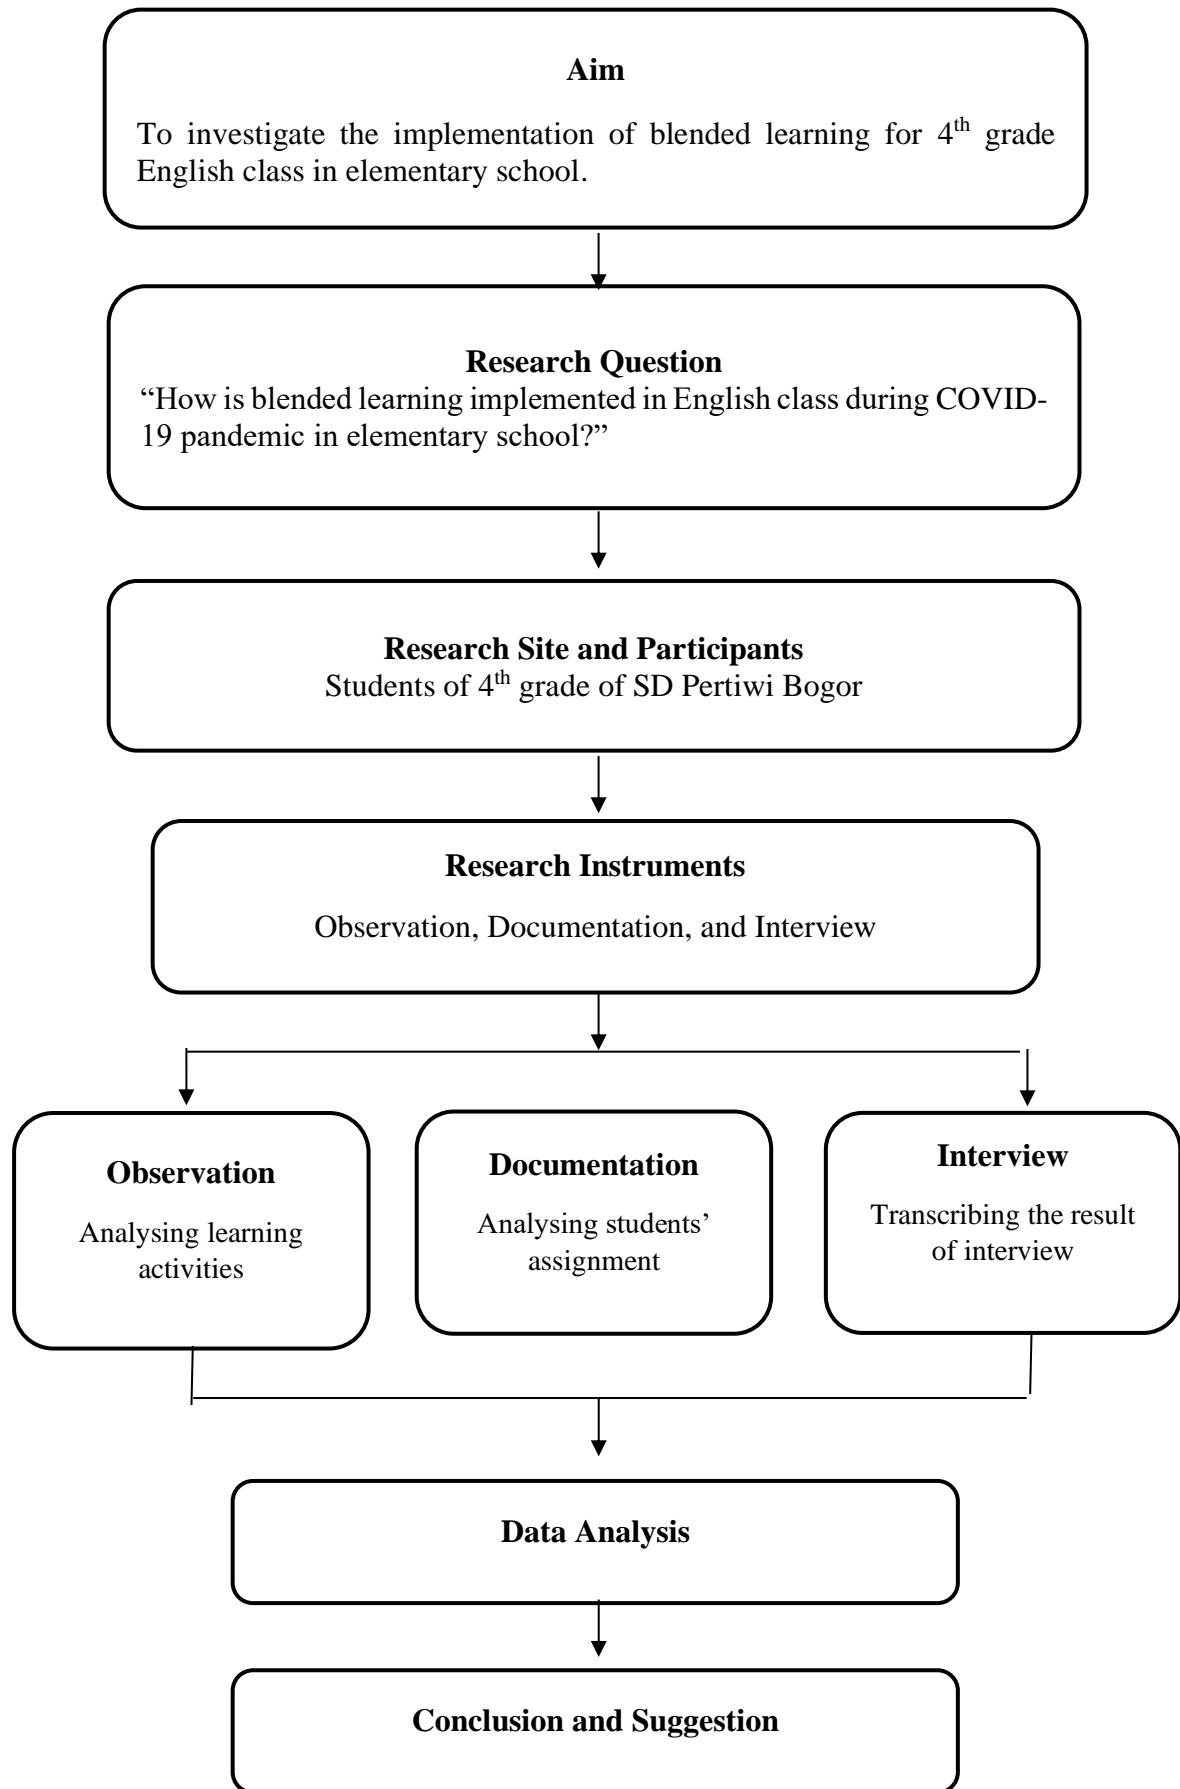 Aim
To investigate the implementation of blended learning for 4th grade
English class in elementary school.
Research Question
“How is blended learning implemented in English class during COVID-
19 pandemic in elementary school?”
Research Site and Participants
Students of 4th grade of SD Pertiwi Bogor
Research Instruments
Observation, Documentation, and Interview
Observation
Analysing learning
activities
Documentation
Analysing students’
assignment
Interview
Transcribing the result
of interview
Data Analysis
Conclusion and Suggestion